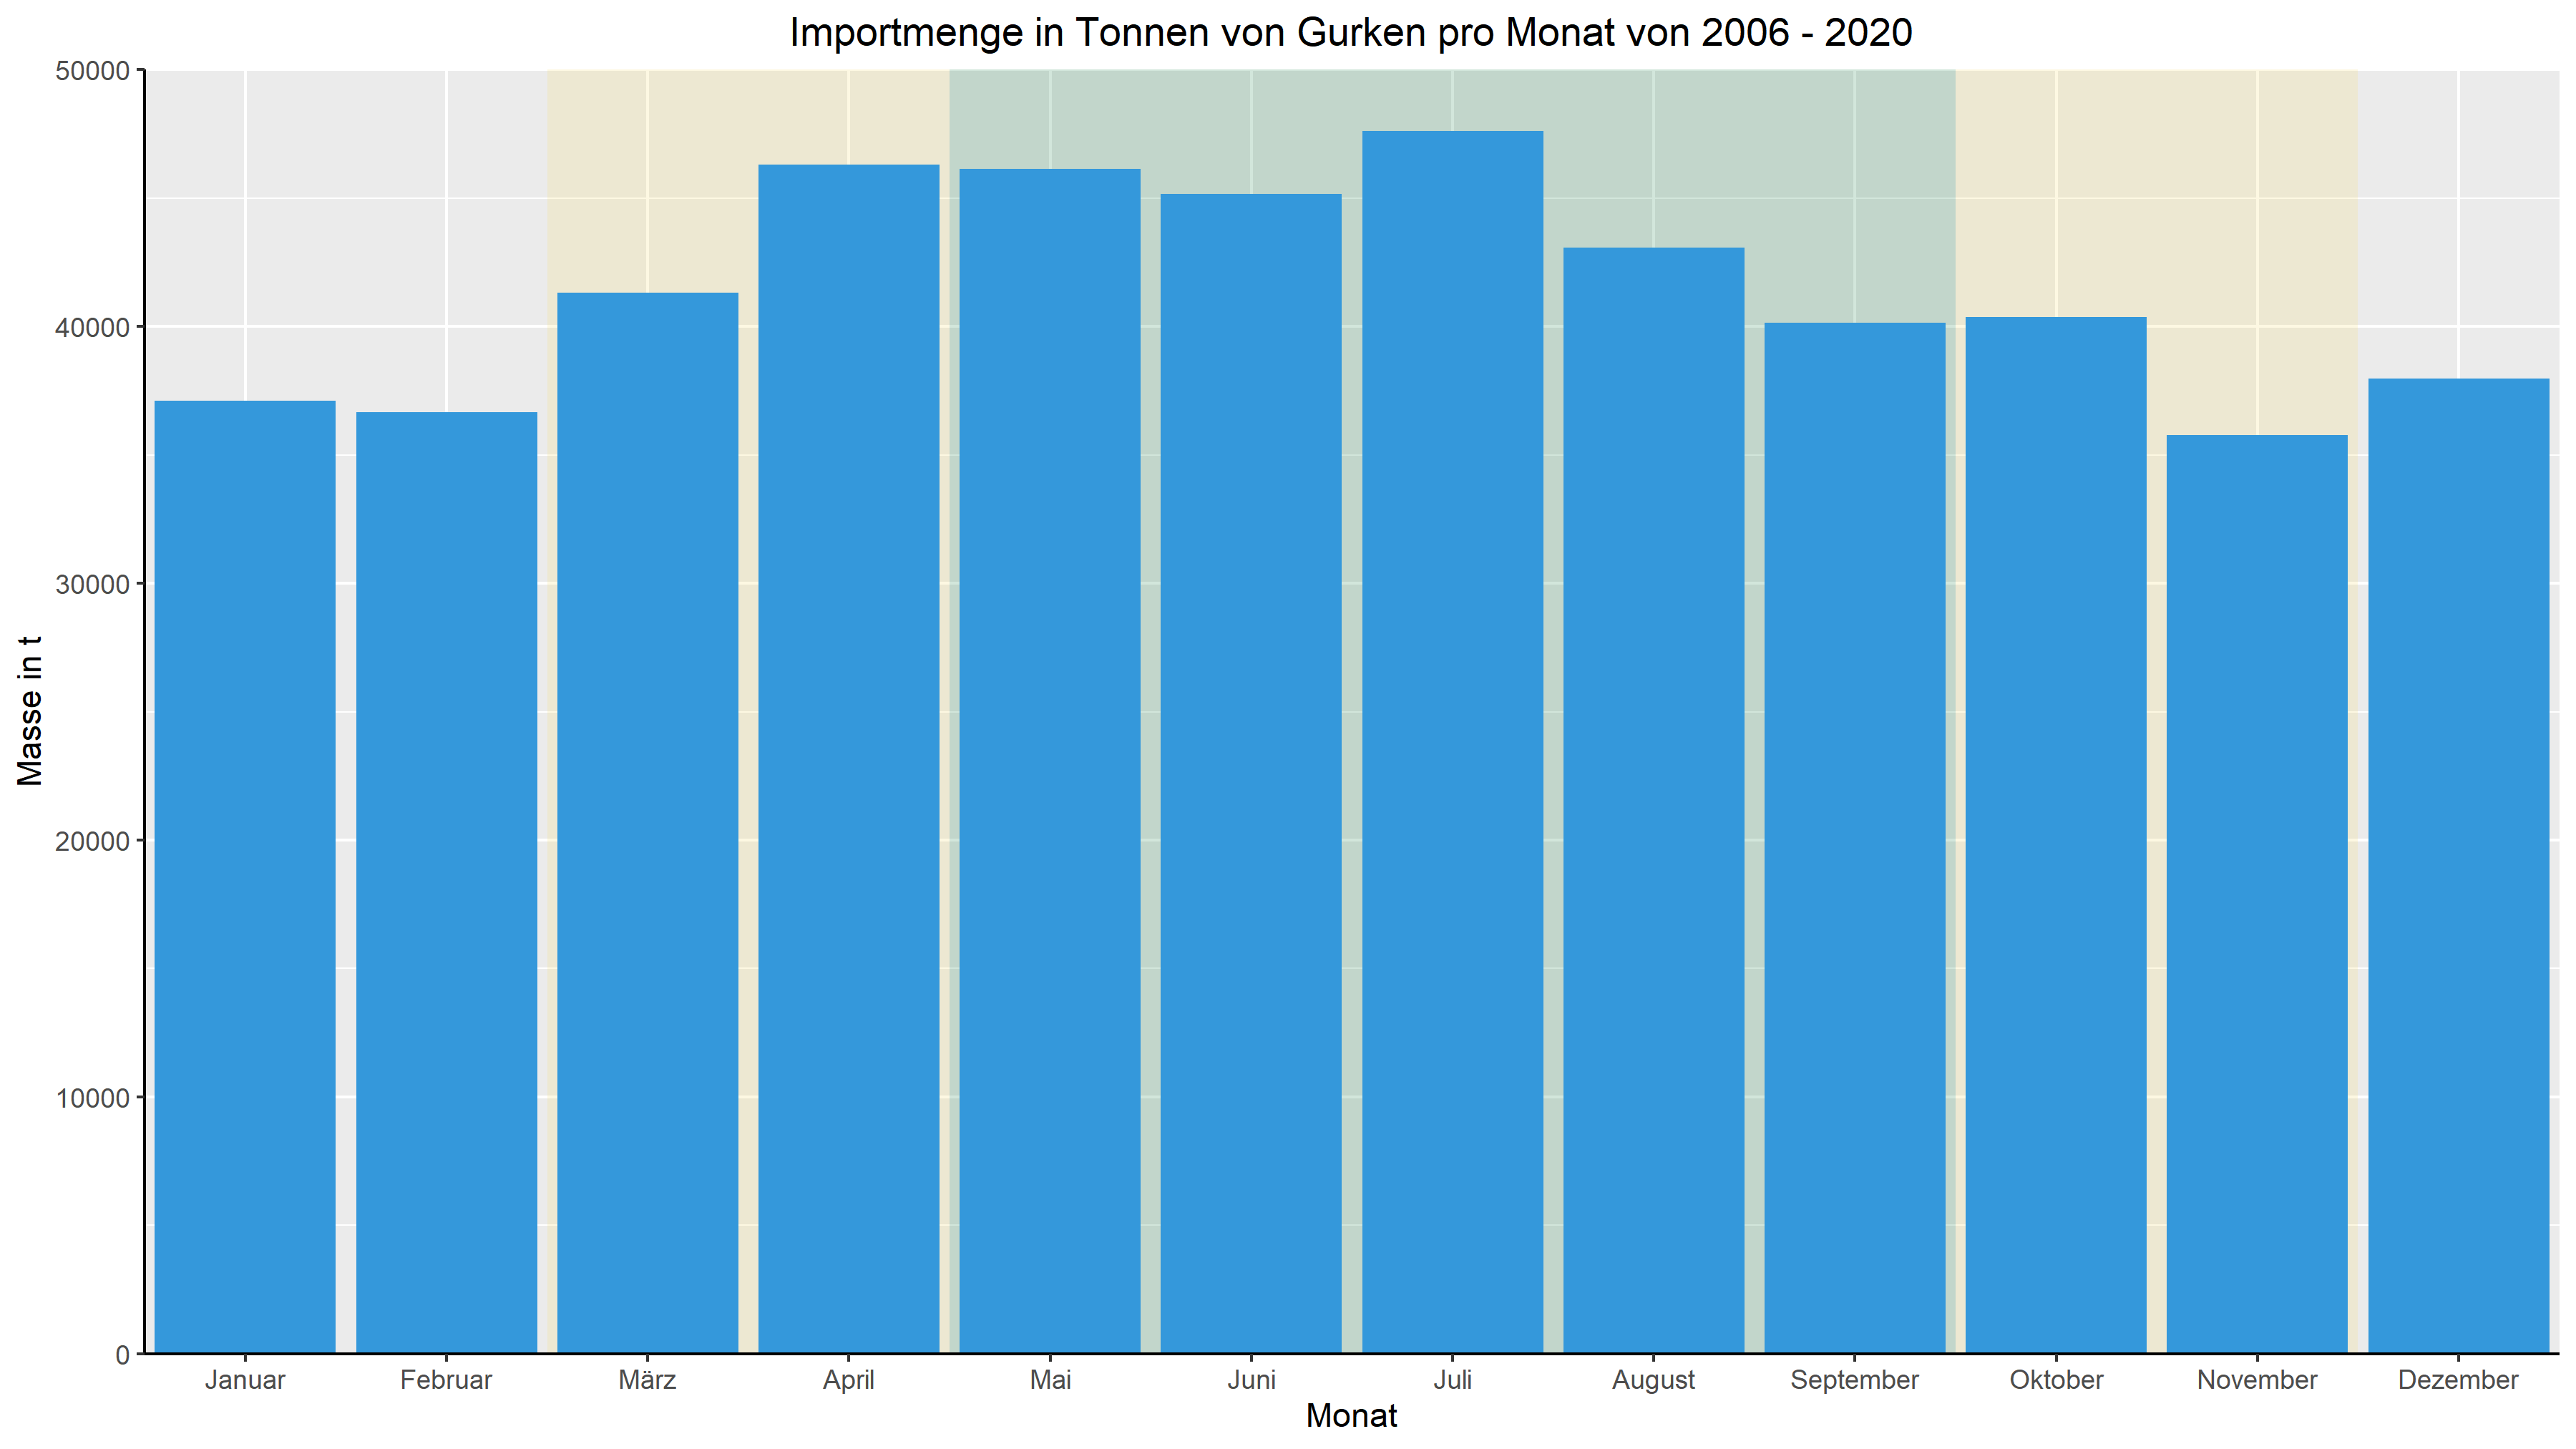 Importmenge in Tonnen von Gurken pro Monat von 2006 - 2020
50000
40000
30000
20000
10000
0
Masse in t
Januar Februar März April Mai Juni Juli August September Oktober November Dezember
Monat